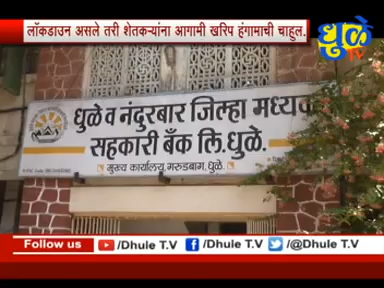 लॉकडाउन असले तरी शेतकऱ्यांना आगामी खरिप हंगामाची चाहुल.
धुळे
TV
धुळे व नंदुरबार जिल्हा मध्यव
सहकारी बँक लि.धुळे.
मुख्य कार्यालय, गरुडबाग, धुळे.
Follow us /Dhule T.V /Dhule T.V /Dhule T.V